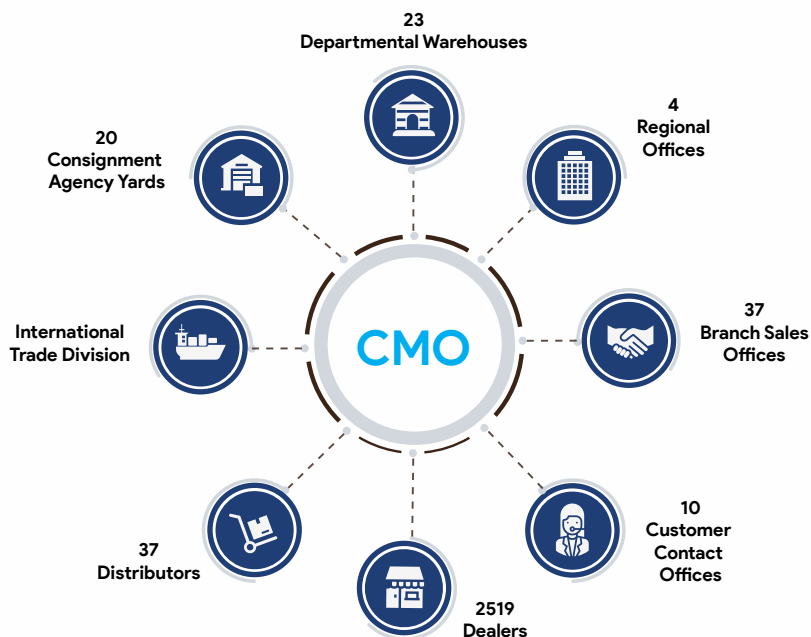 23
Departmental Warehouses
4
Regional
Offices
37
Branch Sales
Offices
10
Customer
Contact
Offices
2519
Dealers
37
Distributors
International
Trade Division
20
Consignment
Agency Yards
CMO